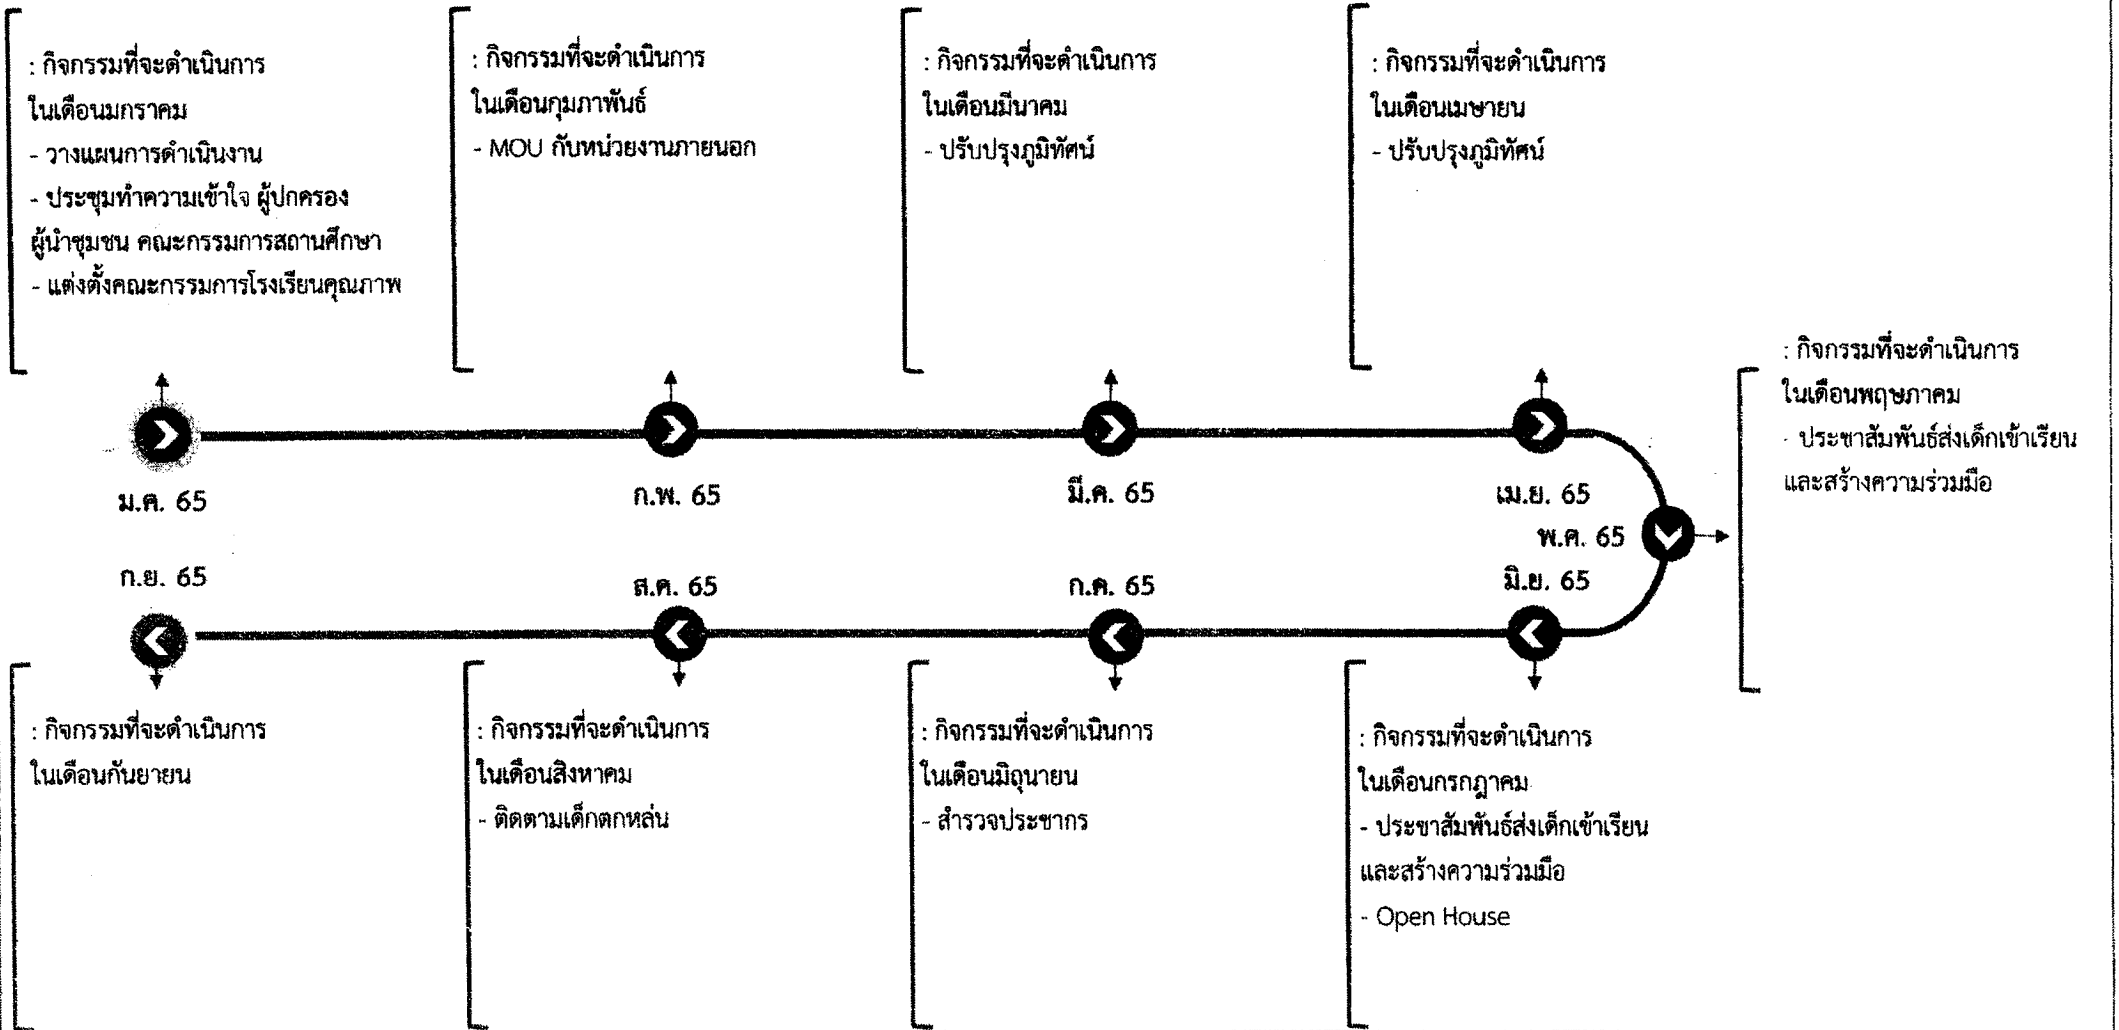 : กิจกรรมที่จะดำเนินการ
ในเดือนมกราคม
- วางแผนการดำเนินงาน
- ประชุมทำความเข้าใจ ผู้ปกครอง
ผู้นำชุมชน คณะกรรมการสถานศึกษา
- แต่งตั้งคณะกรรมการโรงเรียนคุณภาพ
: กิจกรรมที่จะดำเนินการ
ในเดือนกุมภาพันธ์
- MOU กับหน่วยงานภายนอก
: กิจกรรมที่จะดำเนินการ
ในเดือนมีนาคม
- ปรับปรุงภูมิทัศน์
: กิจกรรมที่จะดำเนินการ
ในเดือนเมษายน
- ปรับปรุงภูมิทัศน์
: กิจกรรมที่จะดำเนินการ
ในเดือนพฤษภาคม
- ประชาสัมพันธ์ส่งเด็กเข้าเรียน
และสร้างความร่วมมือ
ม.ค. 65
ก.พ. 65
มี.ค. 65
เม.ย. 65
พ.ค. 65
ก.ย. 65
ส.ค. 65
ก.ค. 65
มิ.ย. 65
: กิจกรรมที่จะดำเนินการ
ในเดือนกันยายน
: กิจกรรมที่จะดำเนินการ
ในเดือนสิงหาคม
- ติดตามเด็กตกหล่น
: กิจกรรมที่จะดำเนินการ
ในเดือนมิถุนายน
- สำรวจประชากร
: กิจกรรมที่จะดำเนินการ
ในเดือนกรกฎาคม
- ประชาสัมพันธ์ส่งเด็กเข้าเรียน
และสร้างความร่วมมือ
- Open House